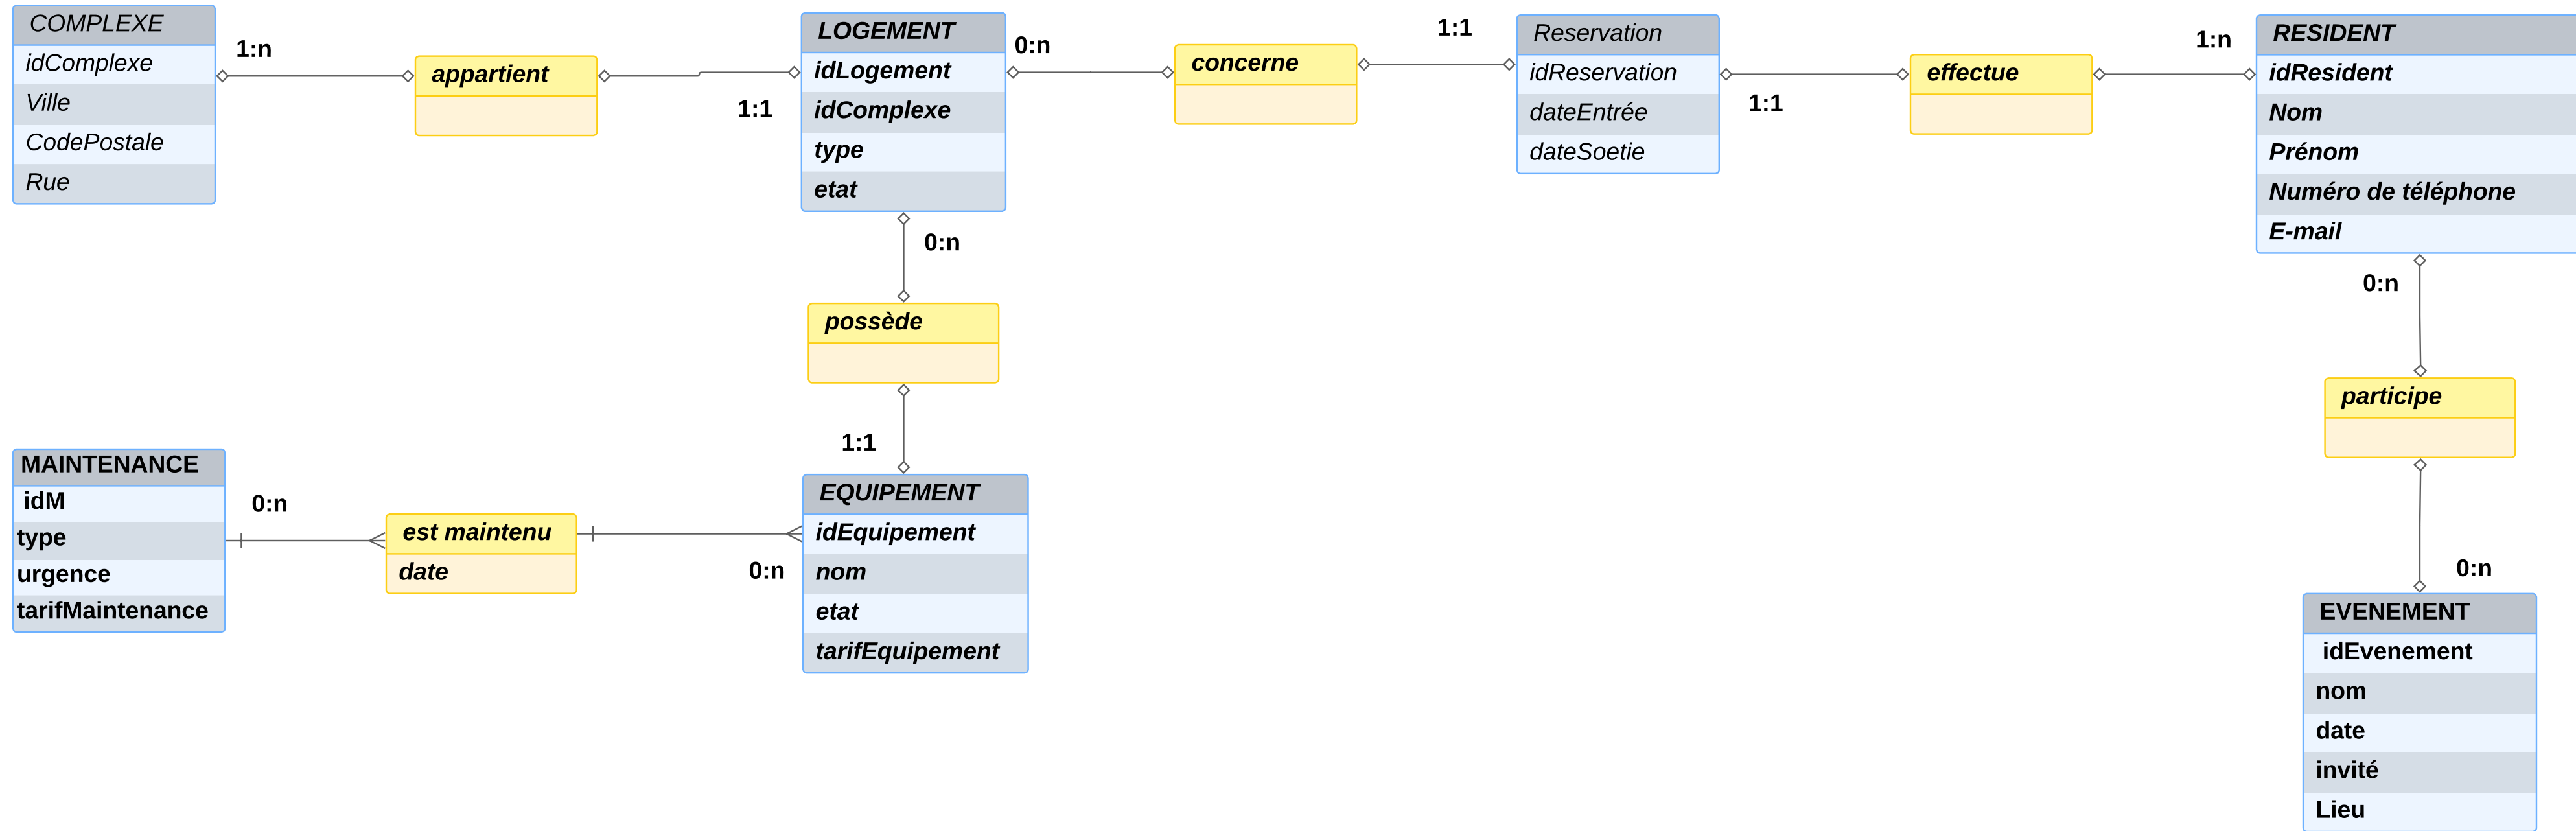 COMPLEXE
idComplexe
Ville
CodePostale
Rue
1:n
appartient
1:1
LOGEMENT
idLogement
idComplexe
type
etat
0:n
concerne
1:1
Reservation
idReservation
dateEntrée
dateSoetie
1:1
effectue
1:n
RESIDENT
idResident
Nom
Prénom
Numéro de téléphone
E-mail
0:n
possède
1:1
0:n
participe
0:n
MAINTENANCE
idM
type
urgence
tarifMaintenance
0:n
est maintenu
date
0:n
EQUIPEMENT
idEquipement
nom
etat
tarifEquipement
EVENEMENT
idEvenement
nom
date
invité
Lieu